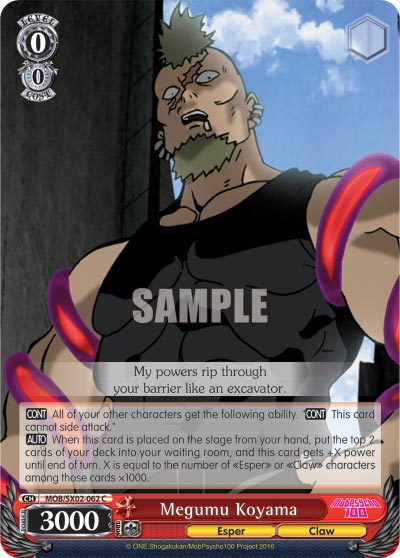 LEVEL
0
0
COST
SAMPLE
My powers rip through
your barrier like an excavator.
CONT All of your other characters get the following ability. "CONT This card
cannot side attack."
AUTO When this card is placed on the stage from your hand, put the top 2
cards of your deck into your waiting room, and this card gets +X power
until end of turn. X is equal to the number of «Esper» or «Claw» characters
among those cards ×1000.
CH MOB/SX02-062 C
Megumu Koyama
MobPsycho
100
POWER
3000
Esper
Claw
©ONE,Shogakukan/MobPsycho100 Project 2016